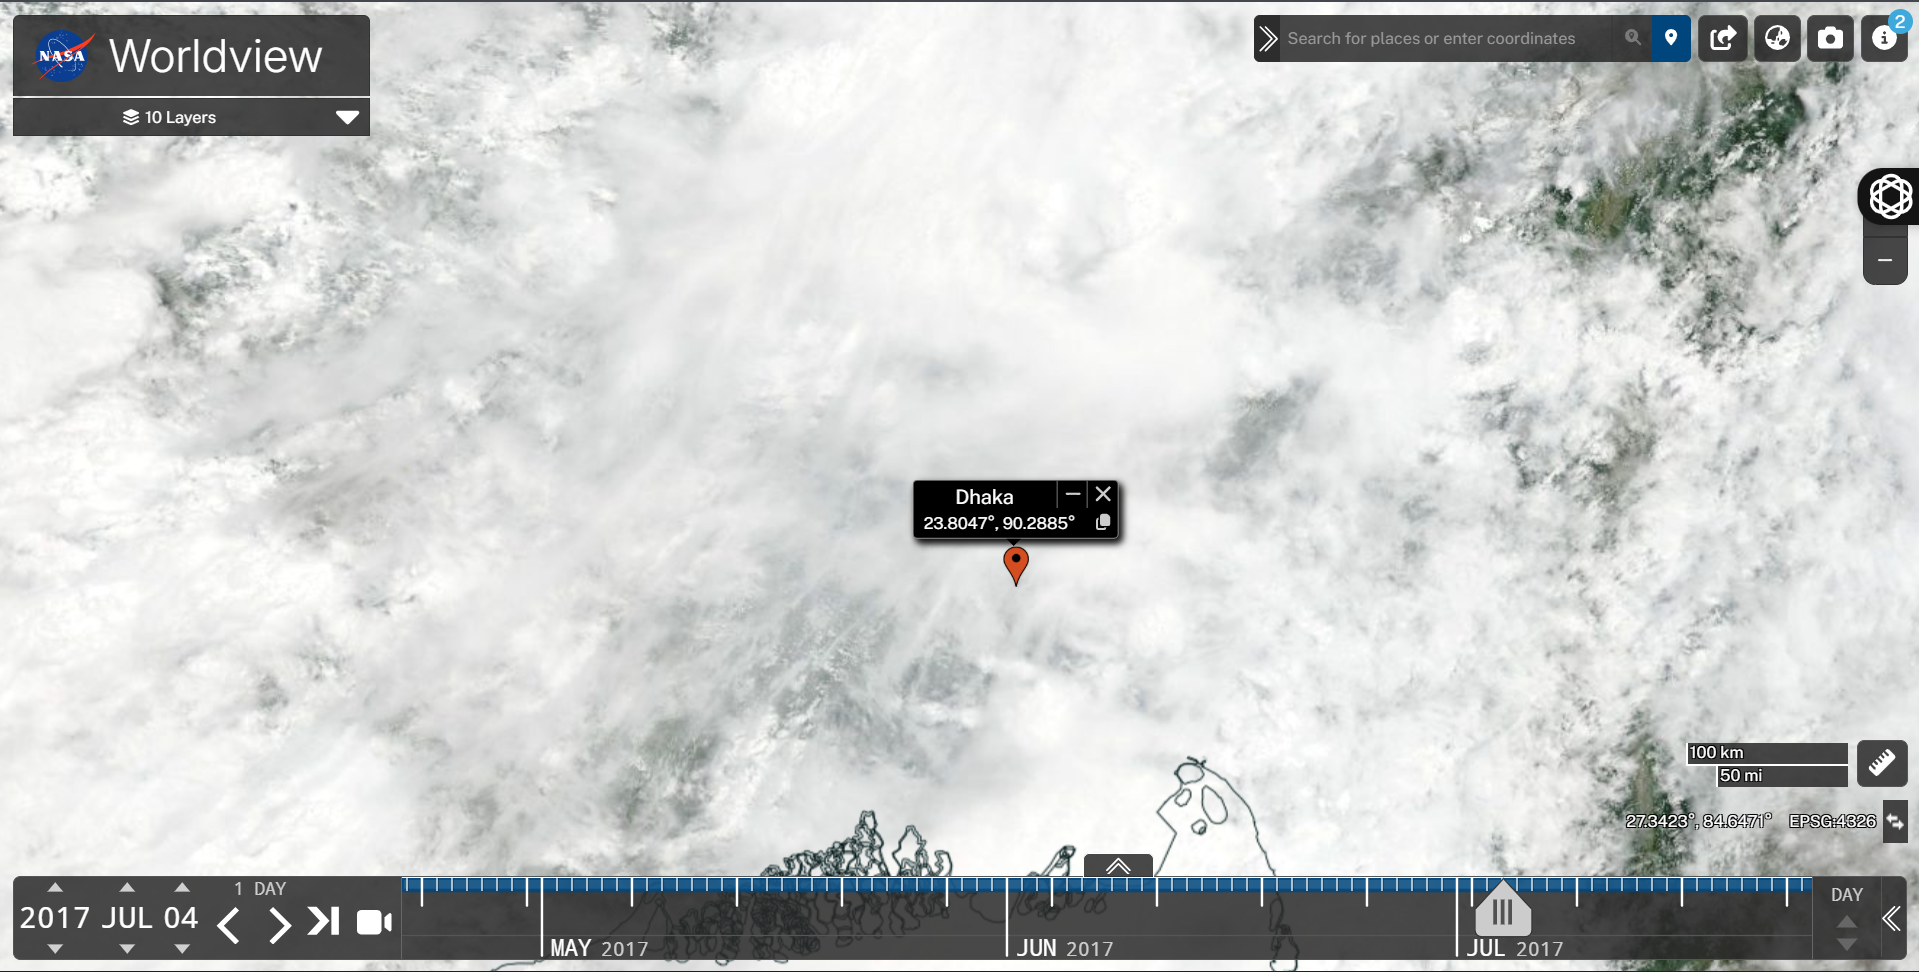 NASA Worldview
10 Layers
Search for places or enter coordinates
2
Dhaka
23.8047°, 90.2885°
100 km
50 mi
27.3423°, 84.6471° EPSG:4326
1 DAY
2017 JUL 04
MAY 2017
JUN 2017
JUL 2017
DAY